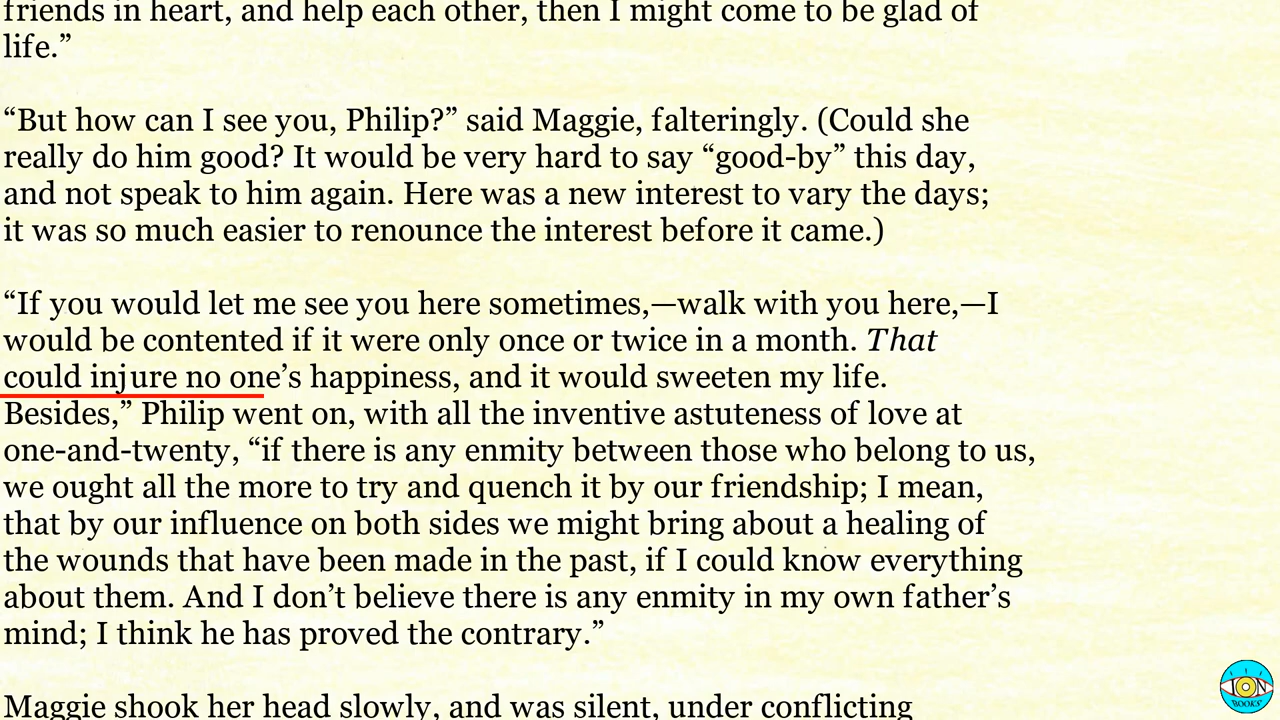 friends in heart, and help each other, then I might come to be glad of
life.”
“But how can I see you, Philip?” said Maggie, falteringly. (Could she
really do him good? It would be very hard to say “good-by” this day,
and not speak to him again. Here was a new interest to vary the days;
it was so much easier to renounce the interest before it came.)
“If you would let me see you here sometimes,—walk with you here,—I
would be contented if it were only once or twice in a month. That
could injure no one’s happiness, and it would sweeten my life.
Besides,” Philip went on, with all the inventive astuteness of love at
one-and-twenty, “if there is any enmity between those who belong to us,
we ought all the more to try and quench it by our friendship; I mean,
that by our influence on both sides we might bring about a healing of
the wounds that have been made in the past, if I could know everything
about them. And I don’t believe there is any enmity in my own father’s
mind; I think he has proved the contrary.”
Maggie shook her head slowly, and was silent, under conflicting
ION
BOOKS